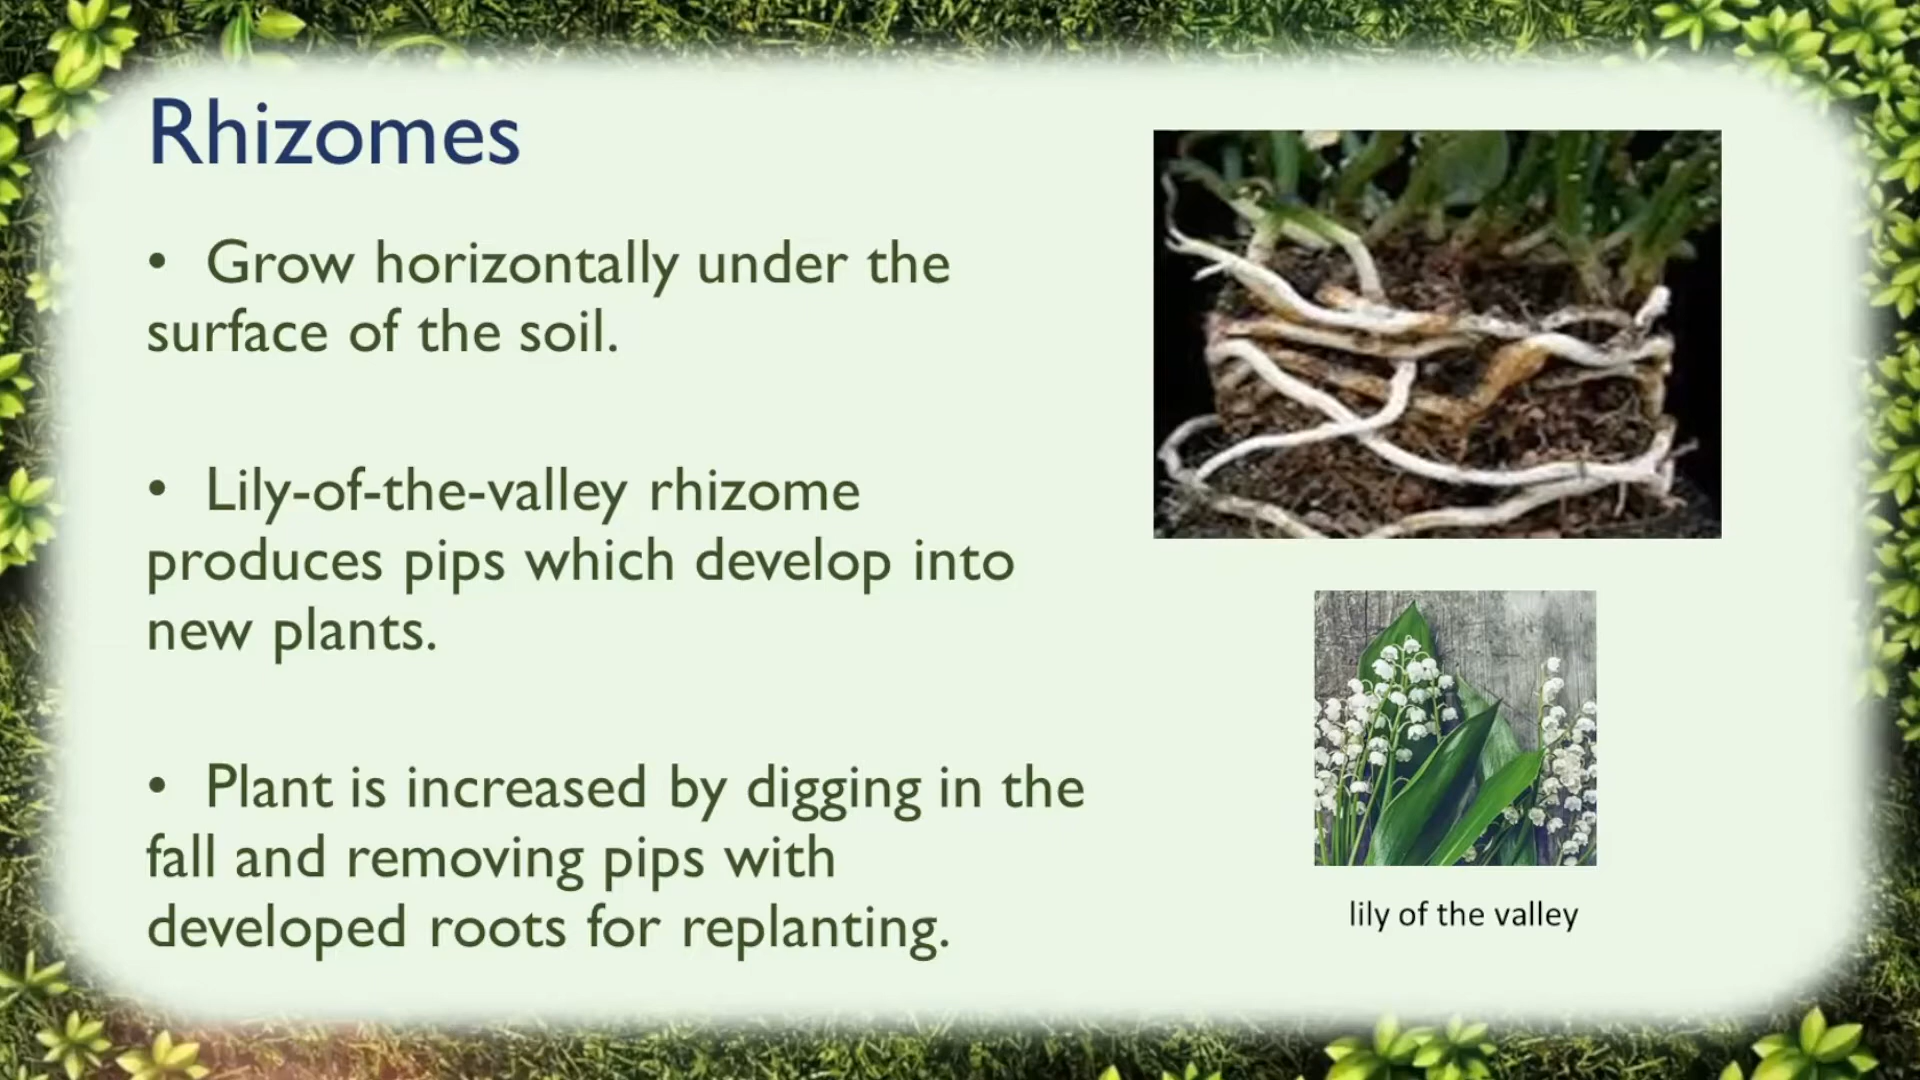 Rhizomes
• Grow horizontally under the
surface of the soil.
• Lily-of-the-valley rhizome
produces pips which develop into
new plants.
• Plant is increased by digging in the
fall and removing pips with
developed roots for replanting.
lily of the valley